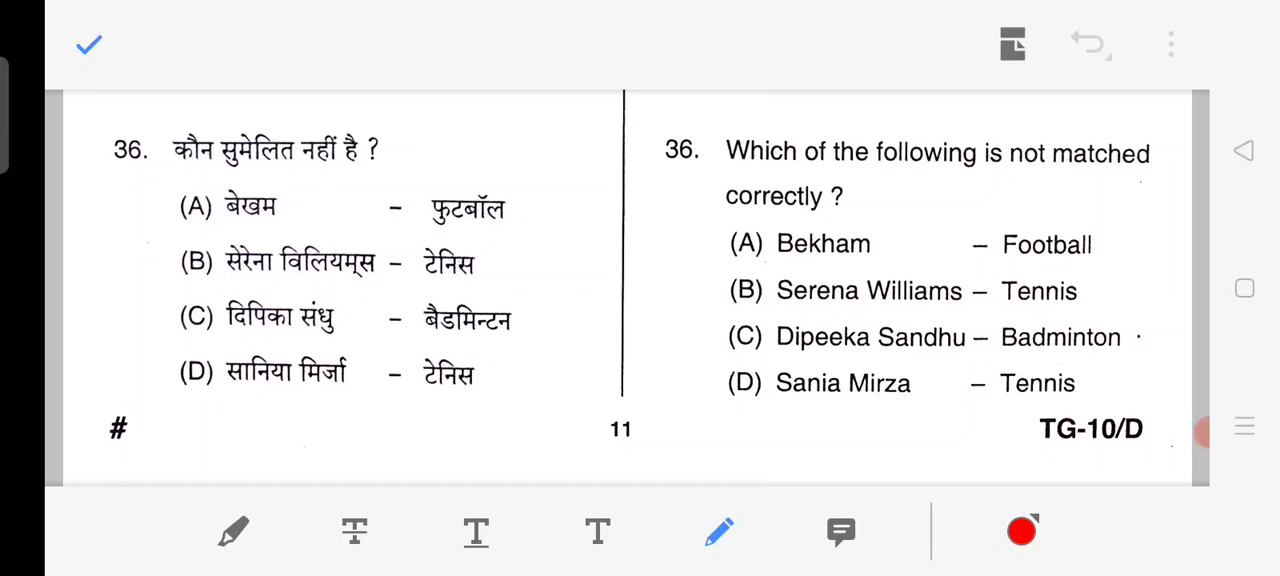 36. कौन सुमेलित नहीं है ?
(A) बेखम – फुटबॉल
(B) सेरेना विलियम्स – टेनिस
(C) दिपिका संधु – बैडमिन्टन
(D) सानिया मिर्जा – टेनिस
36. Which of the following is not matched
correctly ?
(A) Bekham – Football
(B) Serena Williams – Tennis
(C) Dipeeka Sandhu – Badminton
(D) Sania Mirza – Tennis
# 11 TG-10/D